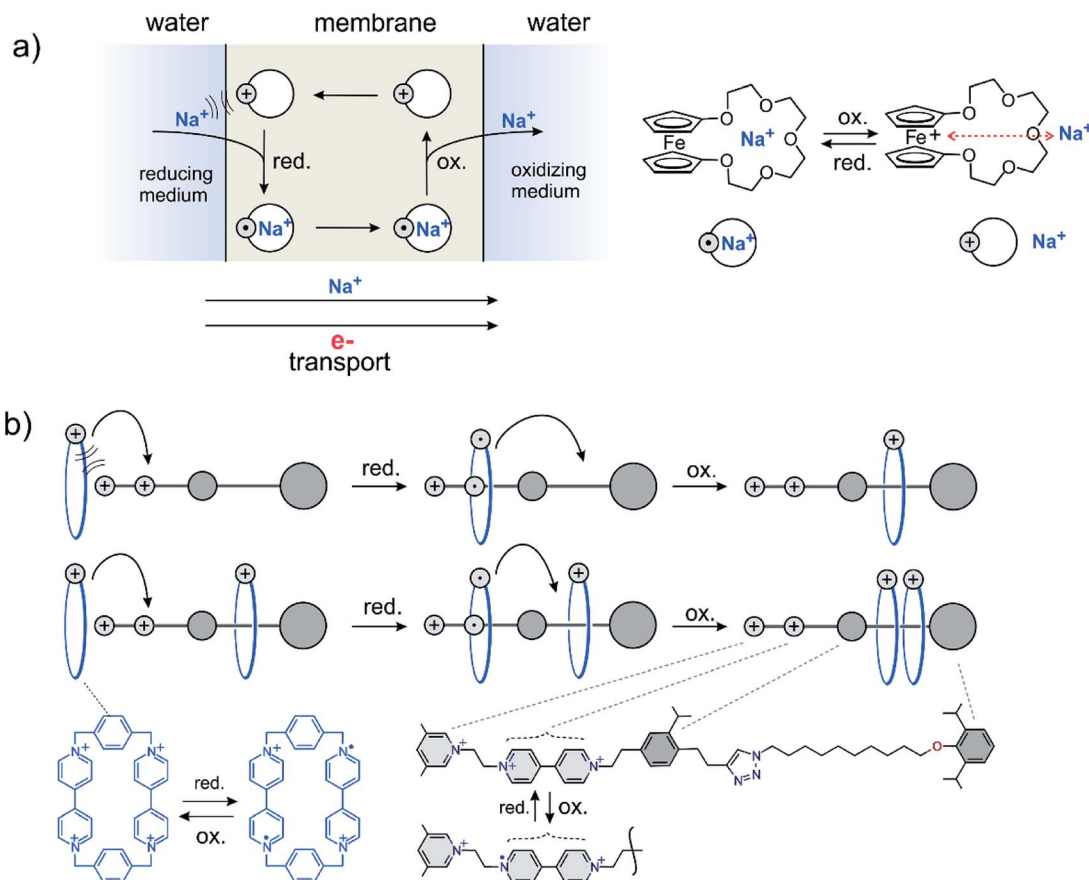 a)
water membrane water
Na⁺ Na⁺
reducing medium
red.
ox.
oxidizing medium
Na⁺ Na⁺
Na⁺
e-
transport
O O O O O O
Fe Na⁺
ox.
red.
Fe+ Na⁺
O O O O O O
Na⁺ Na⁺
b)
red. ox.
red. ox.
N⁺ N⁺ N⁺ N⁺
red.
ox.
N⁺ N• N• N⁺
N⁺ N⁺ N⁺ N N N O
red. ox.
N⁺ N• N⁺